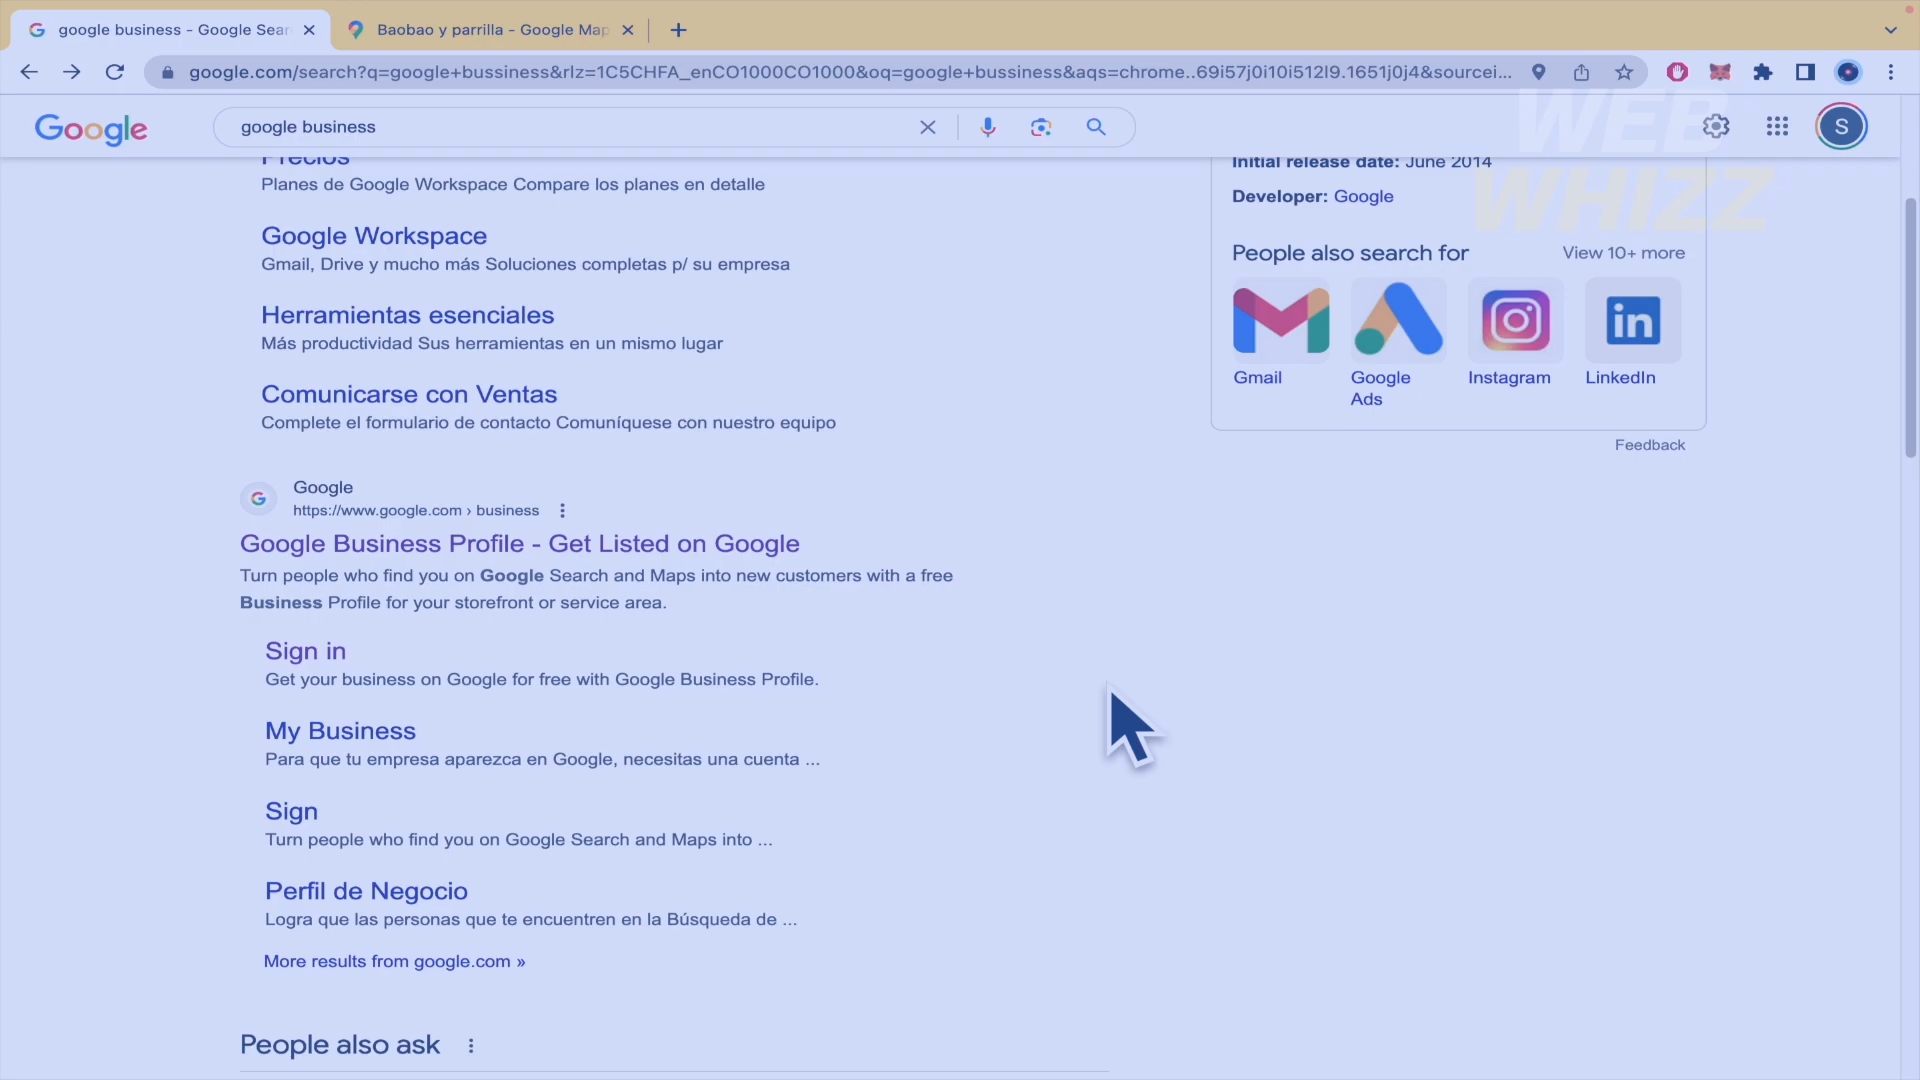 google business - Google Sear
Baobao y parrilla - Google Map
google.com/search?q=google+bussiness&rlz=1C5CHFA_enCO1000CO1000&oq=google+bussiness&aqs=chrome..69i57j0i10i512l9.1651j0j4&sourcei...
Google
google business
S
WEB
WHIZZ
Precios
Planes de Google Workspace Compare los planes en detalle
Google Workspace
Gmail, Drive y mucho más Soluciones completas p/ su empresa
Herramientas esenciales
Más productividad Sus herramientas en un mismo lugar
Comunicarse con Ventas
Complete el formulario de contacto Comuníquese con nuestro equipo
Google
https://www.google.com › business
Google Business Profile - Get Listed on Google
Turn people who find you on Google Search and Maps into new customers with a free
Business Profile for your storefront or service area.
Sign in
Get your business on Google for free with Google Business Profile.
My Business
Para que tu empresa aparezca en Google, necesitas una cuenta ...
Sign
Turn people who find you on Google Search and Maps into ...
Perfil de Negocio
Logra que las personas que te encuentren en la Búsqueda de ...
More results from google.com »
People also ask
Initial release date: June 2014
Developer: Google
People also search for
View 10+ more
Gmail
Google
Ads
Instagram
LinkedIn
Feedback